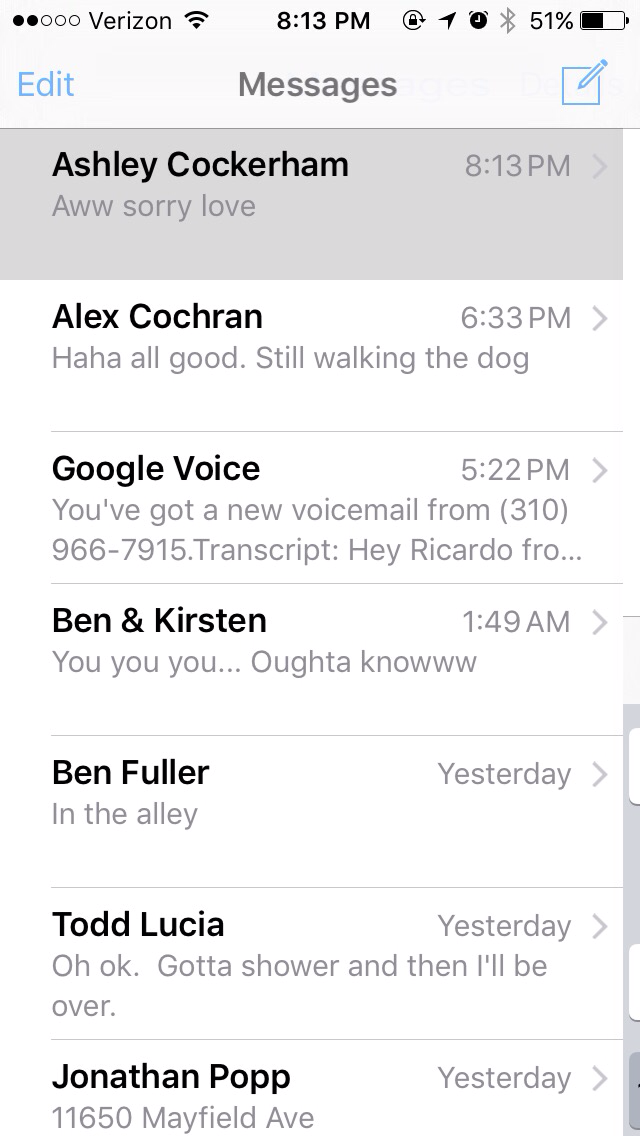 Verizon 8:13 PM 51%
Edit Messages
Ashley Cockerham 8:13 PM
Aww sorry love
Alex Cochran 6:33 PM
Haha all good. Still walking the dog
Google Voice 5:22 PM
You've got a new voicemail from (310)
966-7915.Transcript: Hey Ricardo fro...
Ben & Kirsten 1:49 AM
You you you... Oughta knowww
Ben Fuller Yesterday
In the alley
Todd Lucia Yesterday
Oh ok.  Gotta shower and then I'll be
over.
Jonathan Popp Yesterday
11650 Mayfield Ave